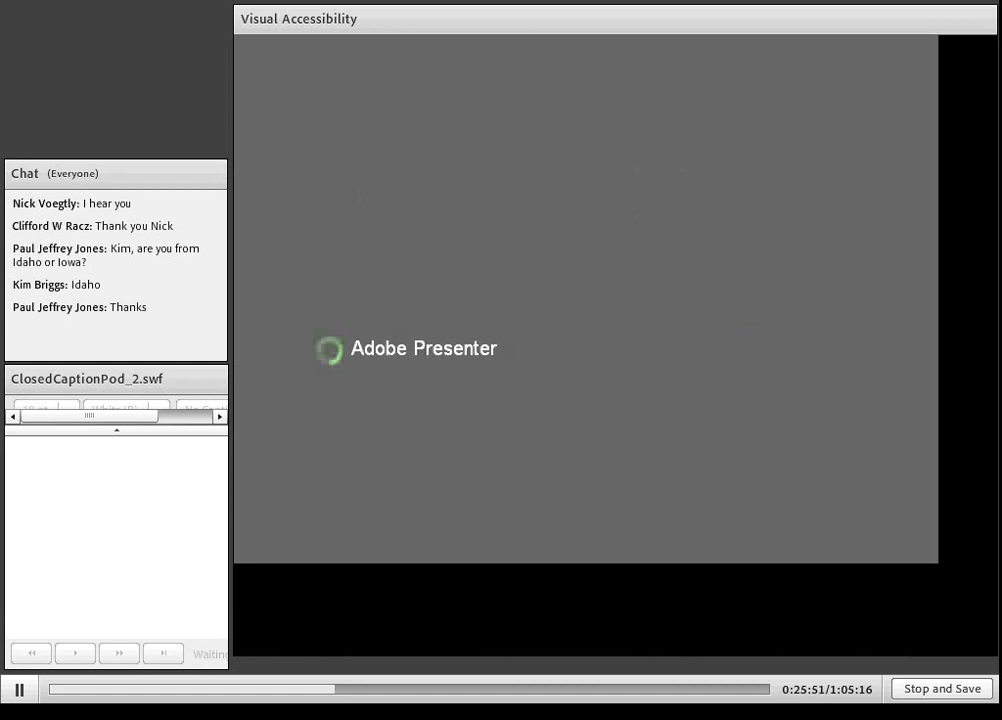 Visual Accessibility
Chat (Everyone)
Nick Voegtly: I hear you
Clifford W Racz: Thank you Nick
Paul Jeffrey Jones: Kim, are you from
Idaho or Iowa?
Kim Briggs: Idaho
Paul Jeffrey Jones: Thanks
Adobe Presenter
ClosedCaptionPod_2.swf
0:25:51/1:05:16
Stop and Save